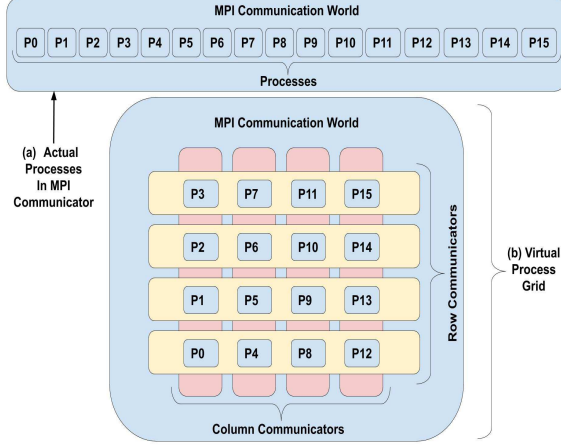 MPI Communication World
P0 P1 P2 P3 P4 P5 P6 P7 P8 P9 P10 P11 P12 P13 P14 P15
Processes
(a) Actual
Processes
In MPI
Communicator
MPI Communication World
P3 P7 P11 P15
P2 P6 P10 P14
P1 P5 P9 P13
P0 P4 P8 P12
Row Communicators
Column Communicators
(b) Virtual
Process
Grid